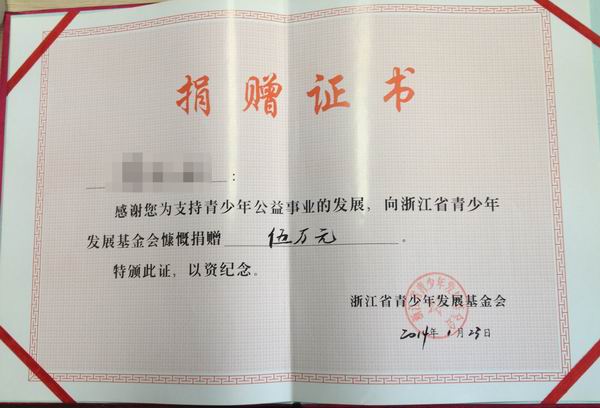 捐赠证书
:
感谢您为支持青少年公益事业的发展,向浙江省青少年
发展基金会慷慨捐赠 伍万元 。
特颁此证,以资纪念。
浙江省青少年发展基金会
2014年1月23日